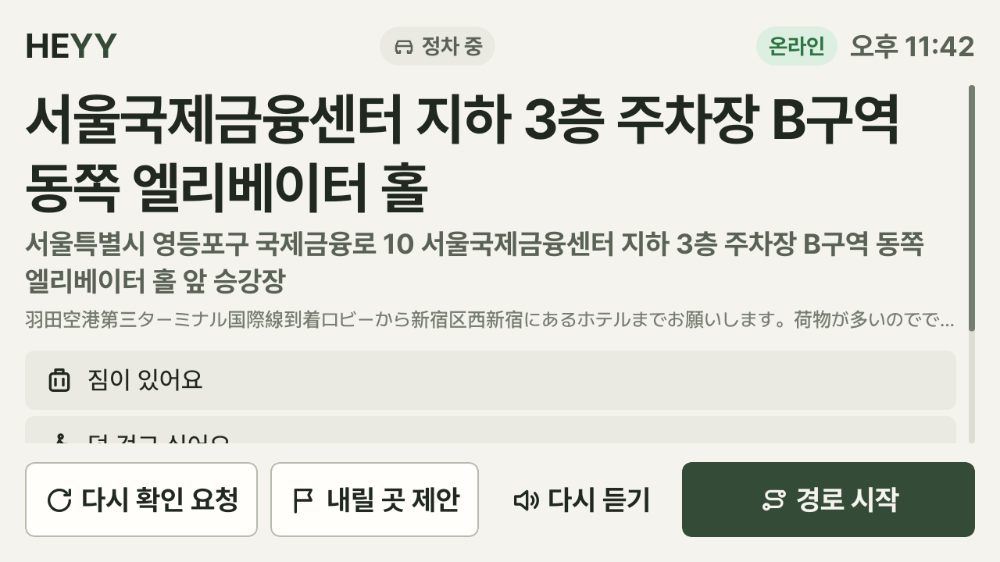 HEYY
정차 중
온라인
오후 11:42
서울국제금융센터 지하 3층 주차장 B구역
동쪽 엘리베이터 홀
서울특별시 영등포구 국제금융로 10 서울국제금융센터 지하 3층 주차장 B구역 동쪽
엘리베이터 홀 앞 승강장
羽田空港第三ターミナル国際線到着ロビーから新宿区西新宿にあるホテルまでお願いします。荷物が多いのでで…
짐이 있어요
덜 걷고 싶어요
다시 확인 요청
내릴 곳 제안
다시 듣기
경로 시작